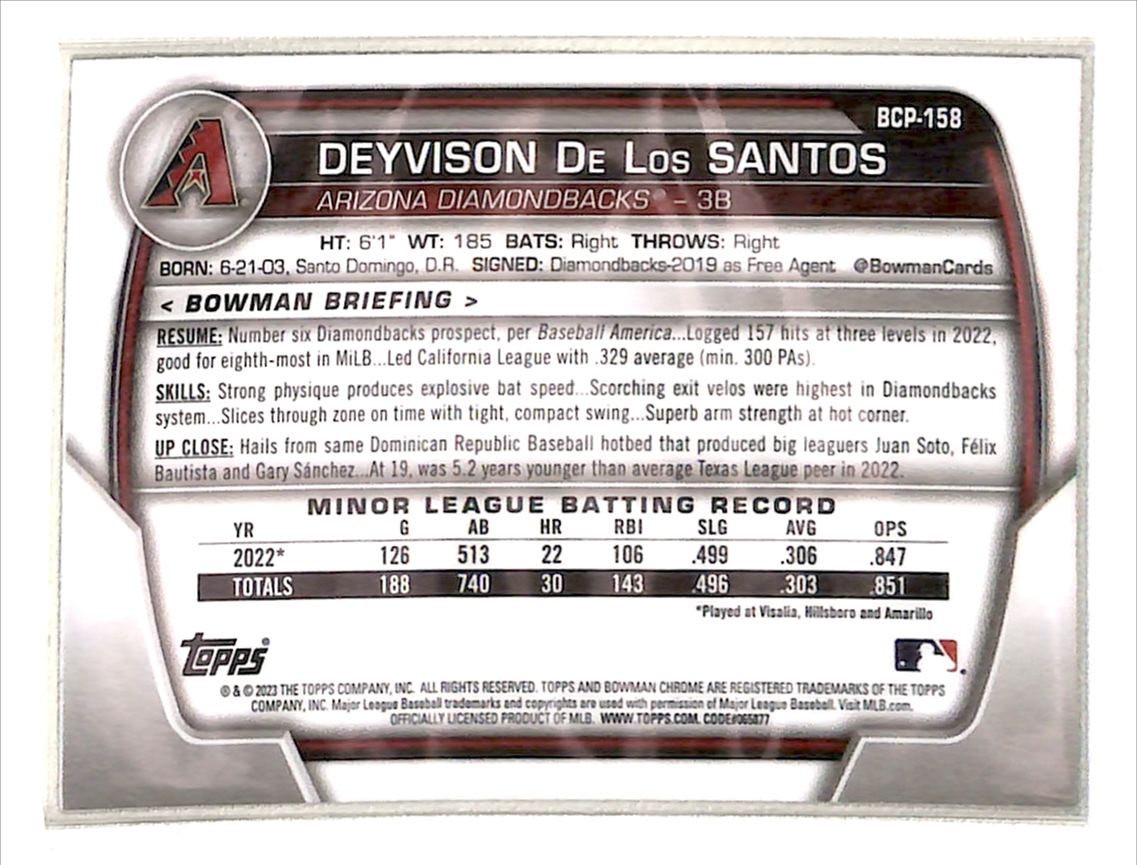 BCP-158
DEYVISON DE LOS SANTOS
ARIZONA DIAMONDBACKS® – 3B
HT: 6'1" WT: 185 BATS: Right THROWS: Right
BORN: 6-21-03, Santo Domingo, D.R. SIGNED: Diamondbacks-2019 as Free Agent @BowmanCards
< BOWMAN BRIEFING >
RESUME: Number six Diamondbacks prospect, per Baseball America...Logged 157 hits at three levels in 2022,
good for eighth-most in MiLB...Led California League with .329 average (min. 300 PAs).
SKILLS: Strong physique produces explosive bat speed...Scorching exit velos were highest in Diamondbacks
system...Slices through zone on time with tight, compact swing...Superb arm strength at hot corner.
UP CLOSE: Hails from same Dominican Republic Baseball hotbed that produced big leaguers Juan Soto, Félix
Bautista and Gary Sánchez...At 19, was 5.2 years younger than average Texas League peer in 2022.
MINOR LEAGUE BATTING RECORD
YR G AB HR RBI SLG AVG OPS
2022* 126 513 22 106 .499 .306 .847
TOTALS 188 740 30 143 .496 .303 .851
*Played at Visalia, Hillsboro and Amarillo
Topps®
® & © 2023 THE TOPPS COMPANY, INC. ALL RIGHTS RESERVED. TOPPS AND BOWMAN CHROME ARE REGISTERED TRADEMARKS OF THE TOPPS
COMPANY, INC. Major League Baseball trademarks and copyrights are used with permission of Major League Baseball. Visit MLB.com.
OFFICIALLY LICENSED PRODUCT OF MLB. WWW.TOPPS.COM. CODE#065877